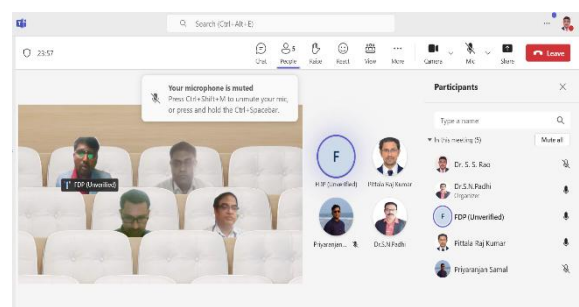 Search (Ctrl+Alt+E)
23:57
Chat
5
People
Raise
React
View
More
Camera
Mic
Share
Leave
Your microphone is muted
Press Ctrl+Shift+M to unmute your mic,
or press and hold the Ctrl+Spacebar.
FDP (Unverified)
F
FDP (Unverified)
Pittala Raj Kumar
Priyaranjan...
Dr.S.N.Padhi
Participants
Type a name
In this meeting (5)
Mute all
Dr. S. S. Rao
Dr.S.N.Padhi
Organizer
F
FDP (Unverified)
Pittala Raj Kumar
Priyaranjan Samal